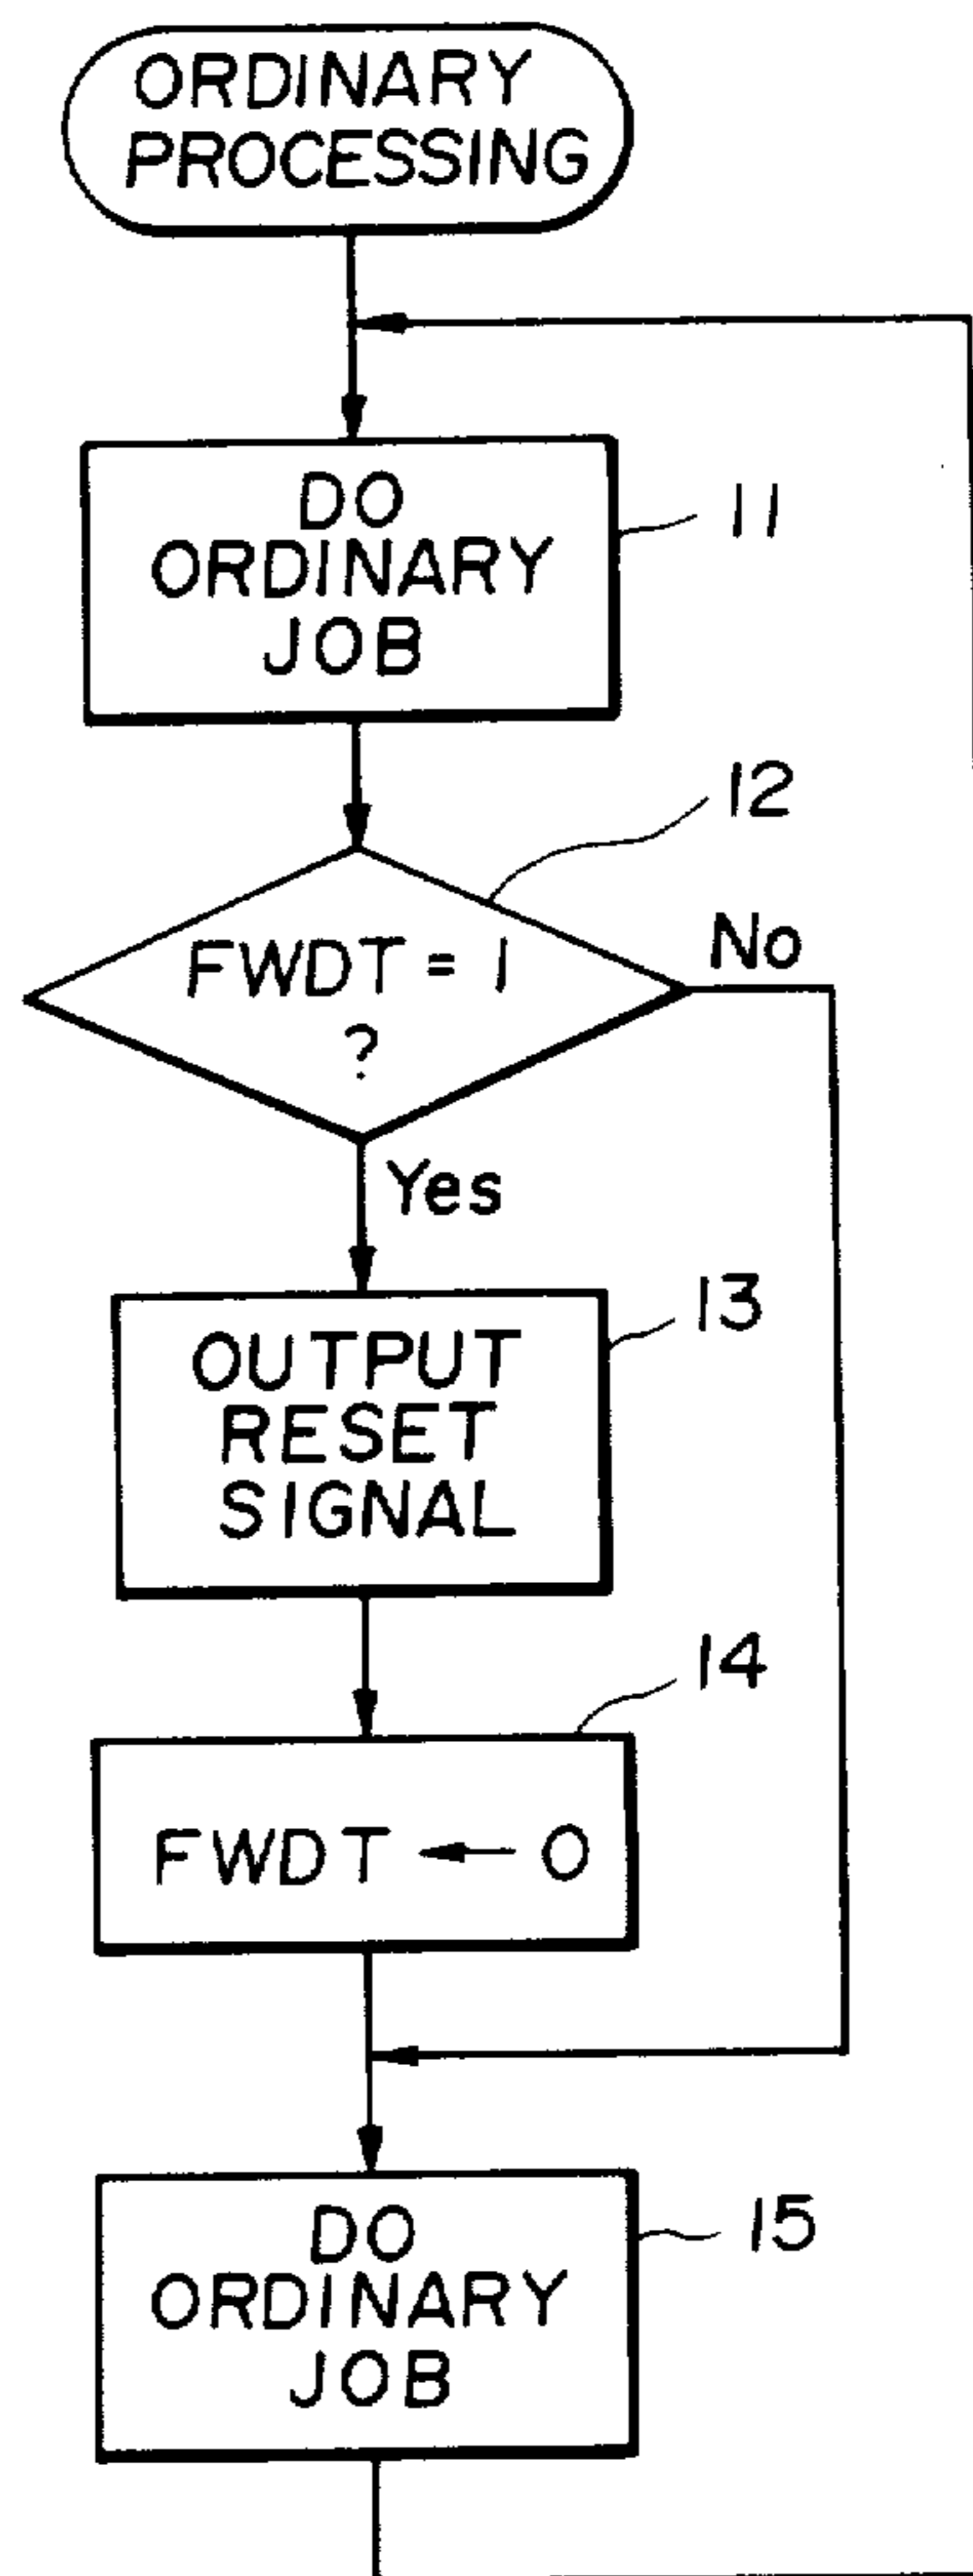 ORDINARY
PROCESSING
DO
ORDINARY
JOB
11
12
FWDT = 1
?
No
Yes
OUTPUT
RESET
SIGNAL
13
14
FWDT ← 0
DO
ORDINARY
JOB
15